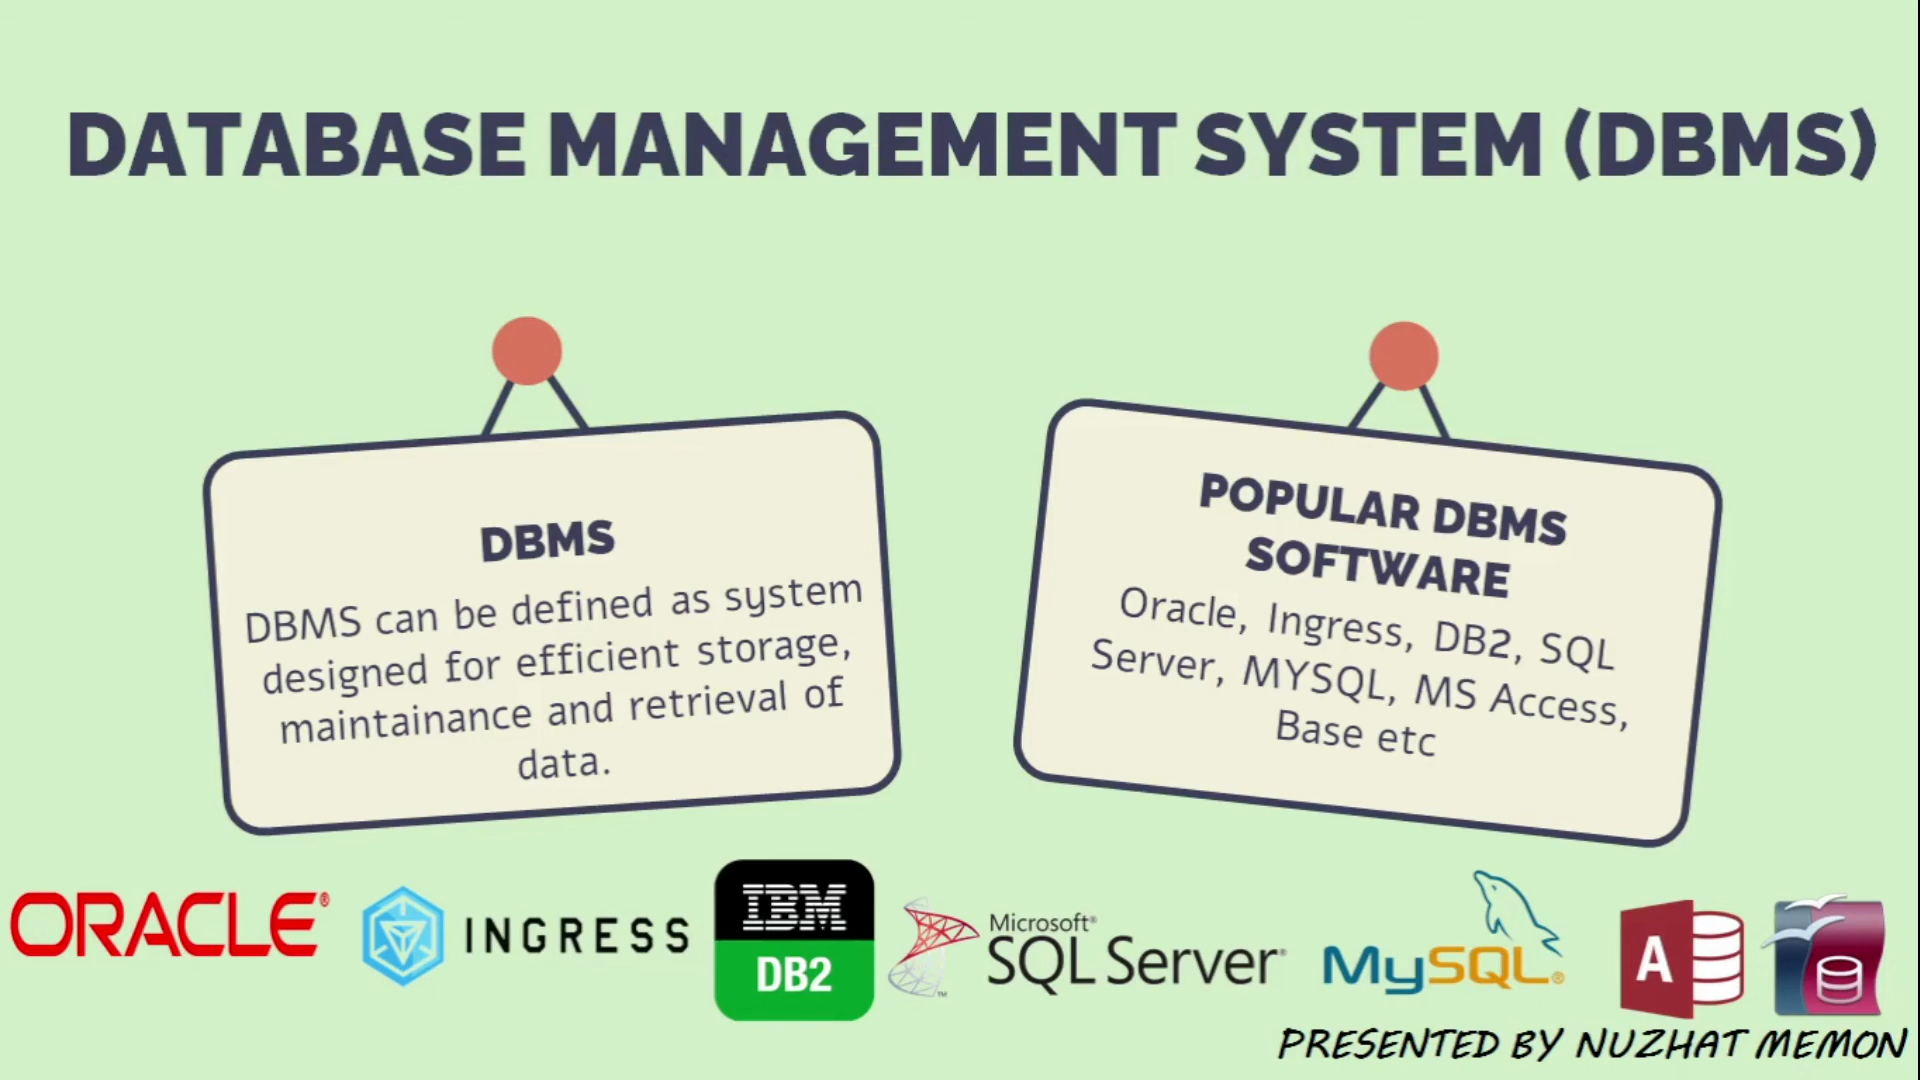 DATABASE MANAGEMENT SYSTEM (DBMS)
DBMS
DBMS can be defined as system
designed for efficient storage,
maintainance and retrieval of
data.
POPULAR DBMS
SOFTWARE
Oracle, Ingress, DB2, SQL
Server, MYSQL, MS Access,
Base etc
ORACLE®
INGRESS
IBM
DB2
Microsoft®
SQL Server®
™
MySQL®
A
PRESENTED BY NUZHAT MEMON